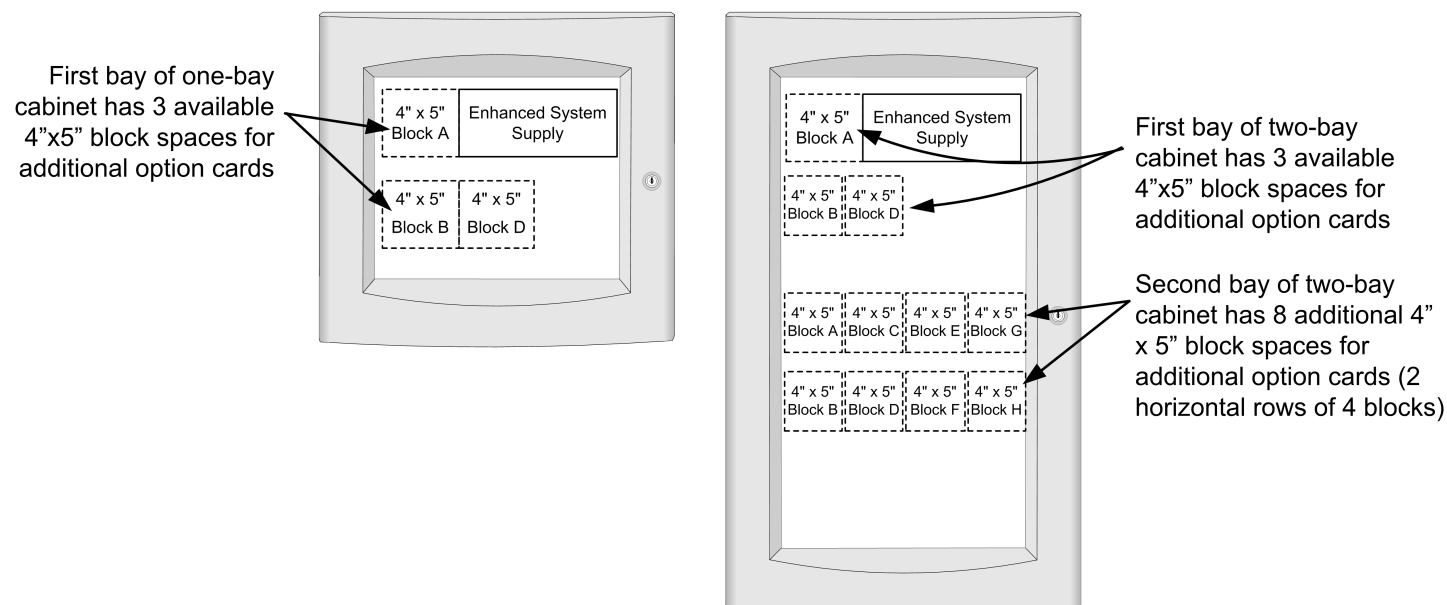 First bay of one-bay
cabinet has 3 available
4”x5” block spaces for
additional option cards
4" x 5"
Block A
Enhanced System
Supply
4" x 5"
Block B
4" x 5"
Block D
4" x 5"
Block A
Enhanced System
Supply
4" x 5"
Block B
4" x 5"
Block D
4" x 5"
Block A
4" x 5"
Block C
4" x 5"
Block E
4" x 5"
Block G
4" x 5"
Block B
4" x 5"
Block D
4" x 5"
Block F
4" x 5"
Block H
First bay of two-bay
cabinet has 3 available
4”x5” block spaces for
additional option cards
Second bay of two-bay
cabinet has 8 additional 4”
x 5” block spaces for
additional option cards (2
horizontal rows of 4 blocks)